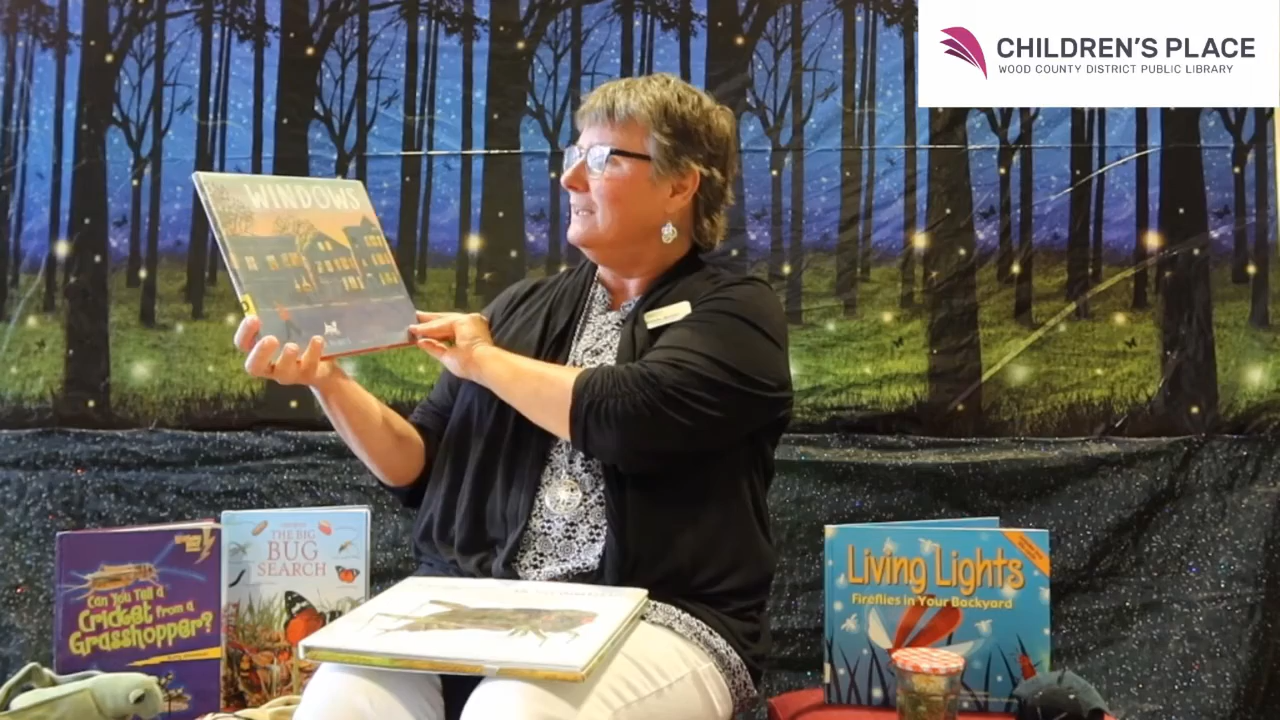 CHILDREN'S PLACE
WOOD COUNTY DISTRICT PUBLIC LIBRARY
WINDOWS
Can You Tell a
Cricket from a
Grasshopper?
THE BIG
BUG
SEARCH
Living Lights
Fireflies in Your Backyard